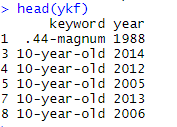 > head(ykf)
keyword year
1 .44-magnum 1988
3 10-year-old 2014
4 10-year-old 2012
5 10-year-old 2005
7 10-year-old 2013
8 10-year-old 2006